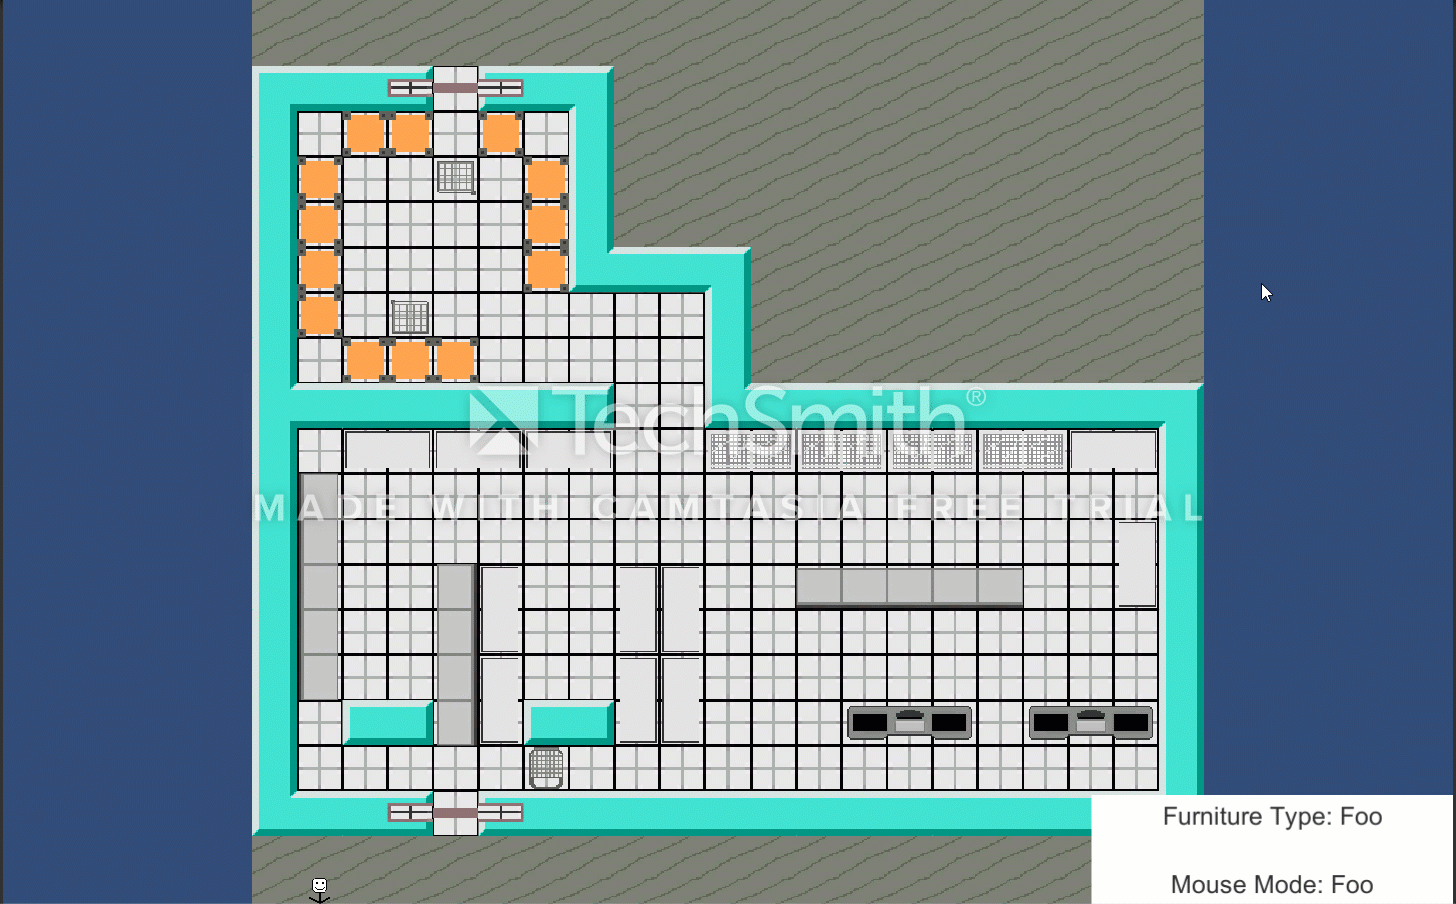 TechSmith®
MADE WITH CAMTASIA FREE TRIAL
Furniture Type: Foo
Mouse Mode: Foo